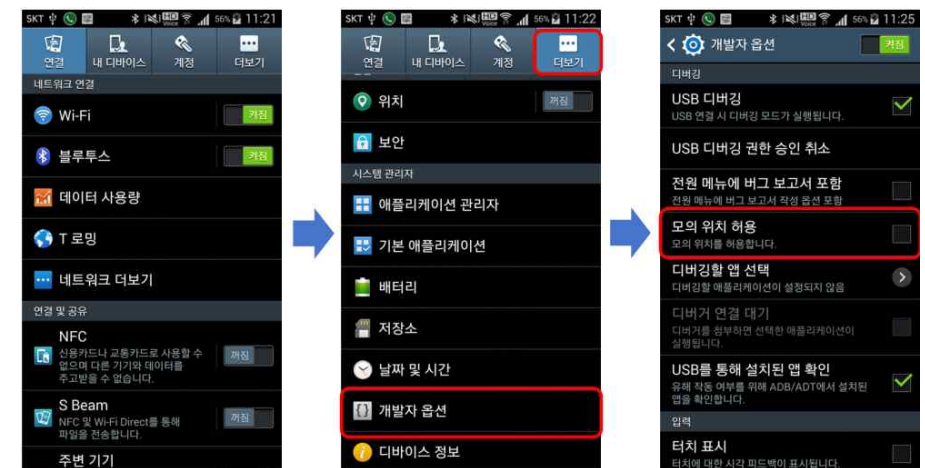 SKT 56% 11:21
연결 내 디바이스 계정 더보기
네트워크 연결
Wi-Fi 켜짐
블루투스 켜짐
데이터 사용량
T 로밍
네트워크 더보기
연결 및 공유
NFC
신용카드나 교통카드로 사용할 수
없으며 다른 기기와 데이터를
주고받을 수 없습니다.
꺼짐
S Beam
NFC 및 Wi-Fi Direct를 통해
파일을 전송합니다.
꺼짐
주변 기기
SKT HD Voice 56% 11:22
연결 내 디바이스 계정 더보기
위치 꺼짐
보안
시스템 관리자
애플리케이션 관리자
기본 애플리케이션
배터리
저장소
날짜 및 시간
개발자 옵션
디바이스 정보
SKT HD Voice 56% 11:25
개발자 옵션 켜짐
디버깅
USB 디버깅
USB 연결 시 디버깅 모드가 실행됩니다.
USB 디버깅 권한 승인 취소
전원 메뉴에 버그 보고서 포함
전원 메뉴에 버그 보고서 작성 옵션 포함
모의 위치 허용
모의 위치를 허용합니다.
디버깅할 앱 선택
디버깅할 애플리케이션이 설정되지 않음
디버거 연결 대기
디버거를 첨부하면 선택한 애플리케이션이
실행됩니다.
USB를 통해 설치된 앱 확인
유해 작동 여부를 위해 ADB/ADT에서 설치된
앱을 확인합니다.
입력
터치 표시
터치에 대한 시각 피드백이 표시됩니다.